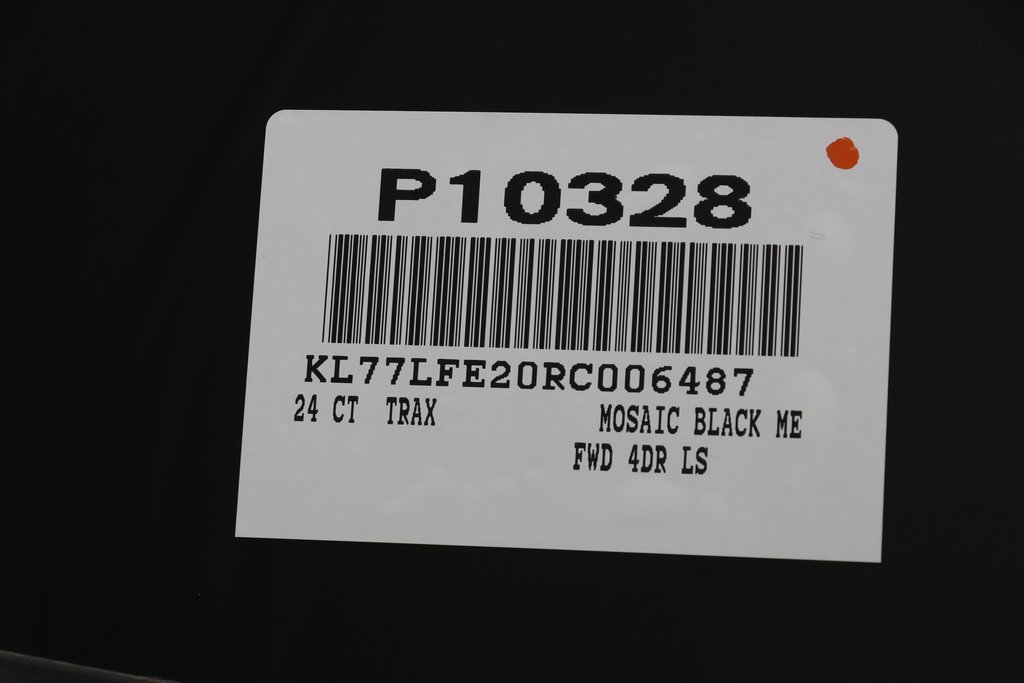 P10328
KL77LFE20RC006487
24 CT TRAX MOSAIC BLACK ME
FWD 4DR LS